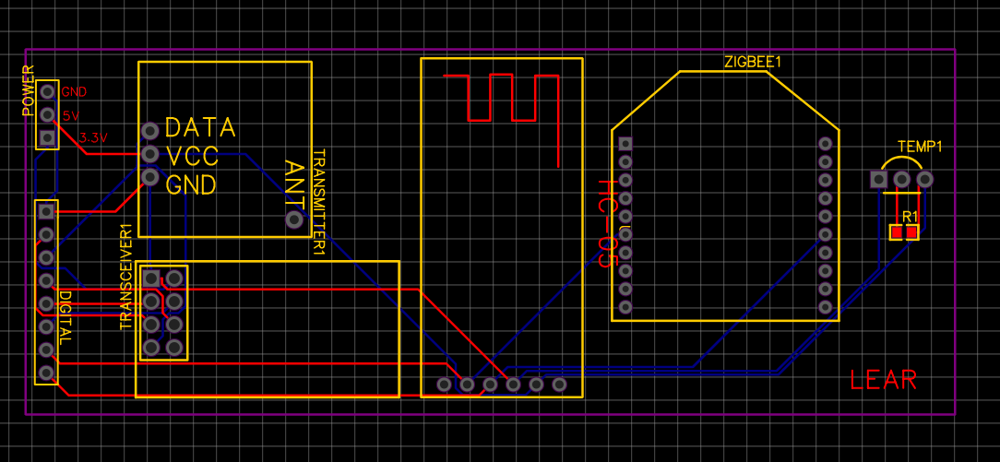 POWER
GND
5V
3.3V
DATA
VCC
GND
ANT
TRANSMITTER1
TRANSCEIVER1
DIGITAL
HC-05
ZIGBEE1
TEMP1
R1
LEAR